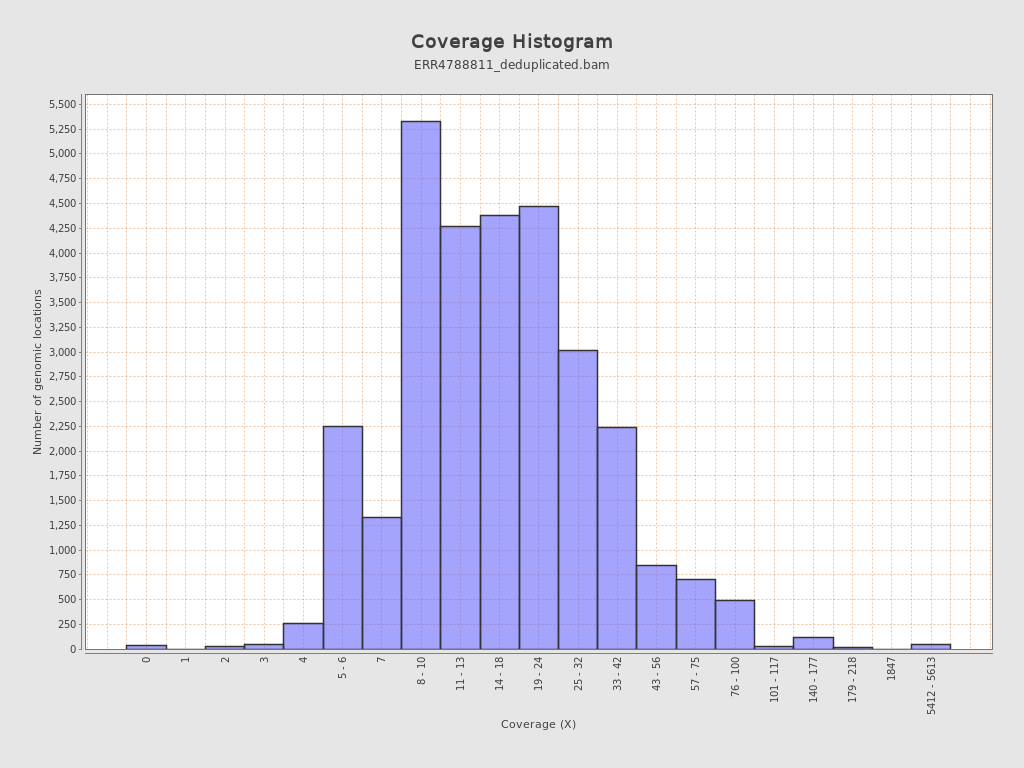 Coverage Histogram
ERR4788811_deduplicated.bam
Number of genomic locations
5,500
5,250
5,000
4,750
4,500
4,250
4,000
3,750
3,500
3,250
3,000
2,750
2,500
2,250
2,000
1,750
1,500
1,250
1,000
750
500
250
0
0
1
2
3
4
5 - 6
7
8 - 10
11 - 13
14 - 18
19 - 24
25 - 32
33 - 42
43 - 56
57 - 75
76 - 100
101 - 117
140 - 177
179 - 218
1847
5412 - 5613
Coverage (X)